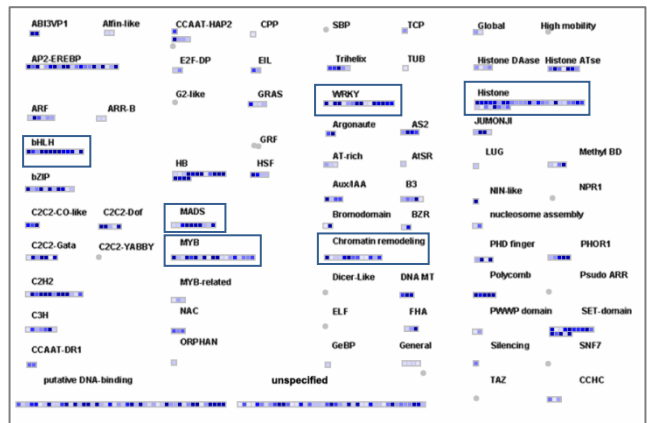 ABI3VP1
Alfin-like
CCAAT-HAP2
CPP
SBP
TCP
Global
High mobility
AP2-EREBP
E2F-DP
EIL
Trihelix
TUB
Histone DAase
Histone ATse
ARF
ARR-B
G2-like
GRAS
WRKY
Histone
Argonaute
AS2
JUMONJI
bHLH
GRF
AT-rich
AtSR
LUG
Methyl BD
bZIP
HB
HSF
Aux/IAA
B3
NIN-like
NPR1
C2C2-CO-like
C2C2-Dof
MADS
Bromodomain
BZR
nucleosome assembly
C2C2-Gata
C2C2-YABBY
MYB
Chromatin remodeling
PHD finger
PHOR1
C2H2
MYB-related
Dicer-Like
DNA MT
Polycomb
Psudo ARR
C3H
NAC
ELF
FHA
PWWP domain
SET-domain
CCAAT-DR1
ORPHAN
GeBP
General
Silencing
SNF7
putative DNA-binding
unspecified
TAZ
CCHC